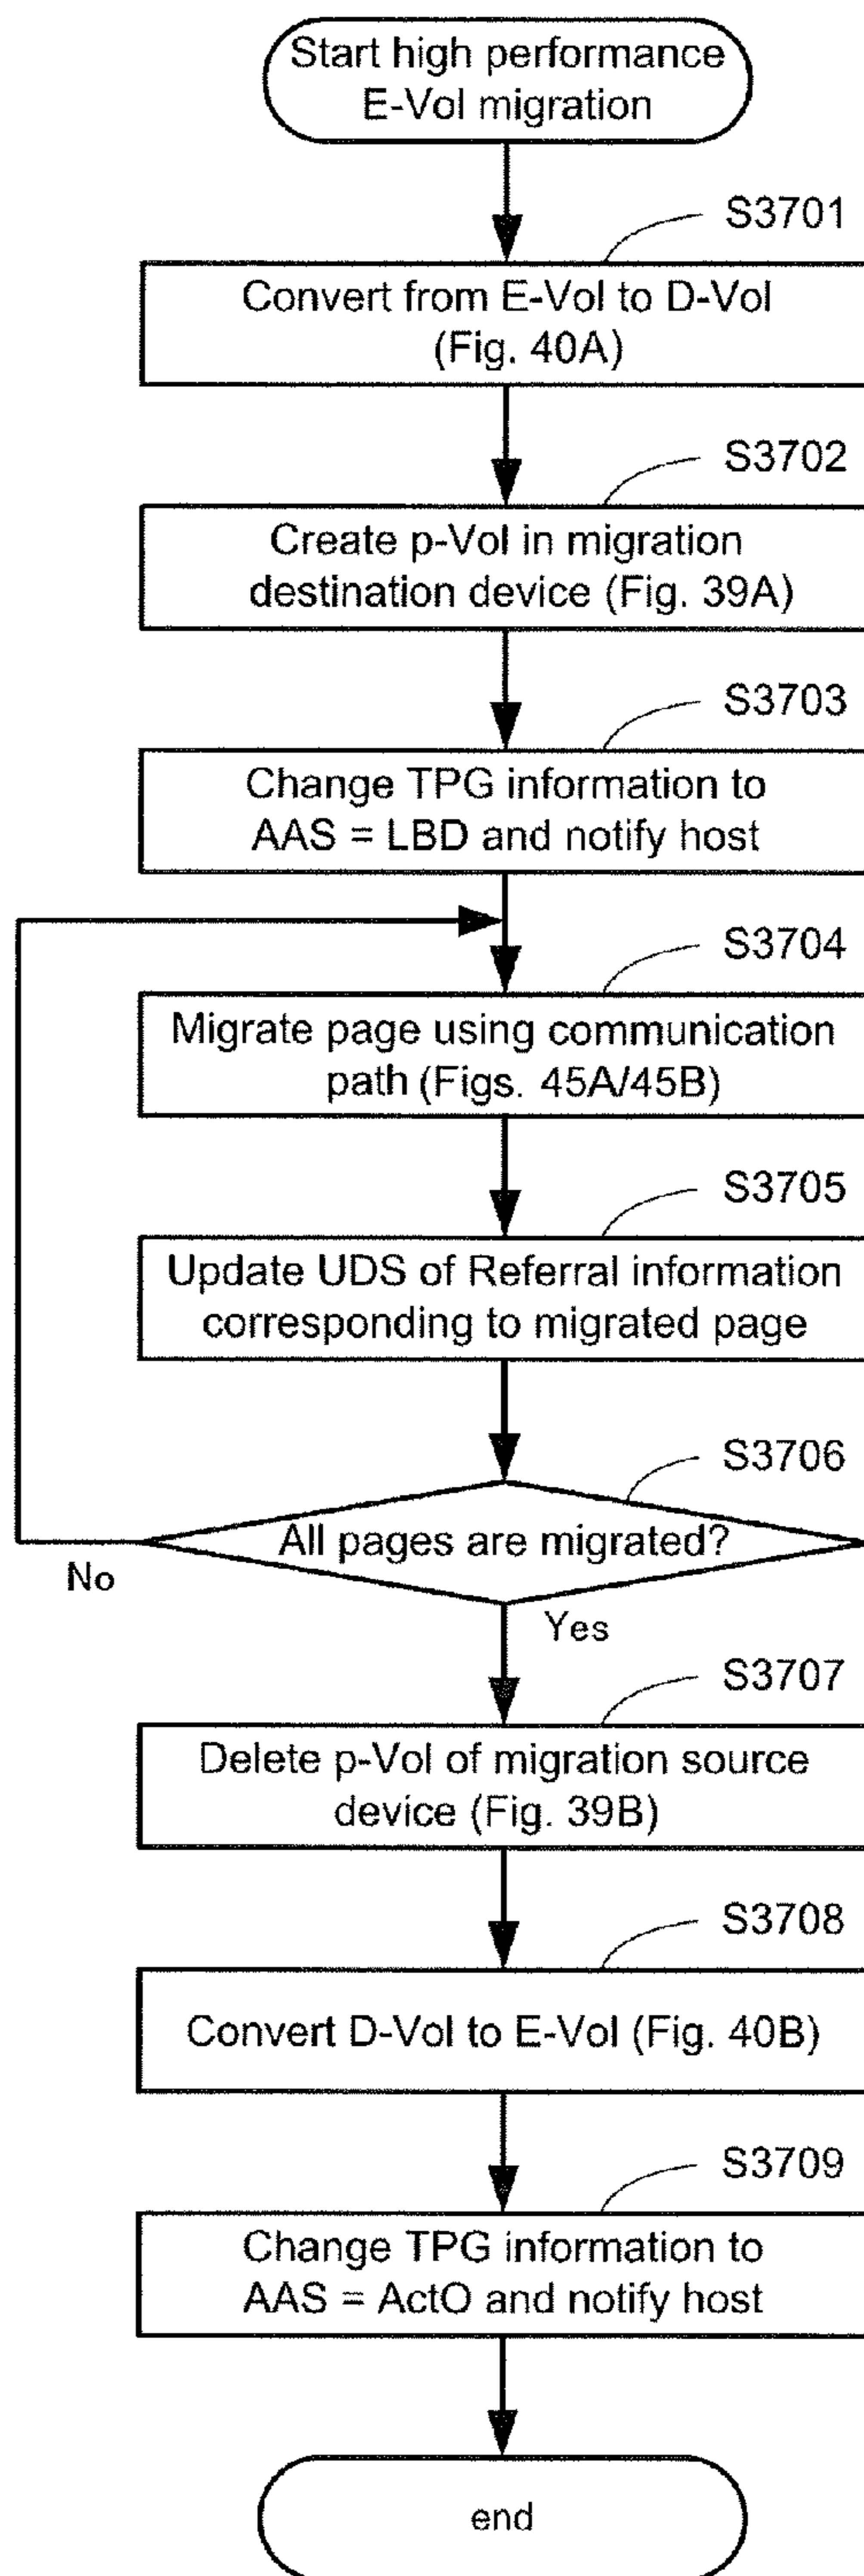 Start high performance
E-Vol migration
S3701
Convert from E-Vol to D-Vol
(Fig. 40A)
S3702
Create p-Vol in migration
destination device (Fig. 39A)
S3703
Change TPG information to
AAS = LBD and notify host
S3704
Migrate page using communication
path (Figs. 45A/45B)
S3705
Update UDS of Referral information
corresponding to migrated page
S3706
All pages are migrated?
No
Yes
S3707
Delete p-Vol of migration source
device (Fig. 39B)
S3708
Convert D-Vol to E-Vol (Fig. 40B)
S3709
Change TPG information to
AAS = ActO and notify host
end